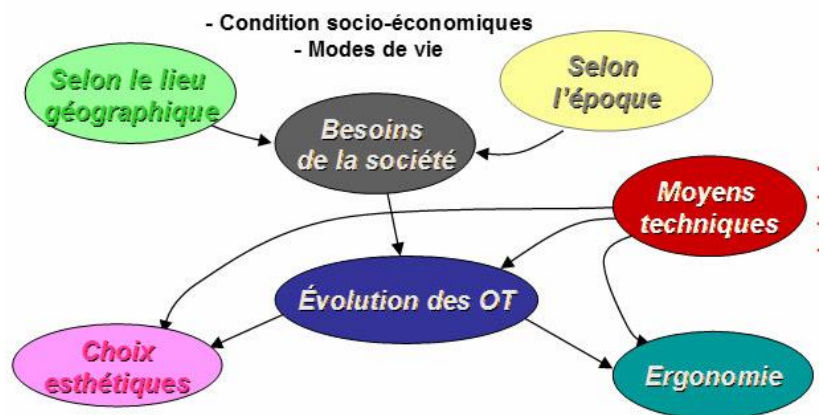 - Condition socio-économiques
- Modes de vie
Selon le lieu
géographique
Selon
l'époque
Besoins
de la société
Moyens
techniques
Évolution des OT
Choix
esthétiques
Ergonomie